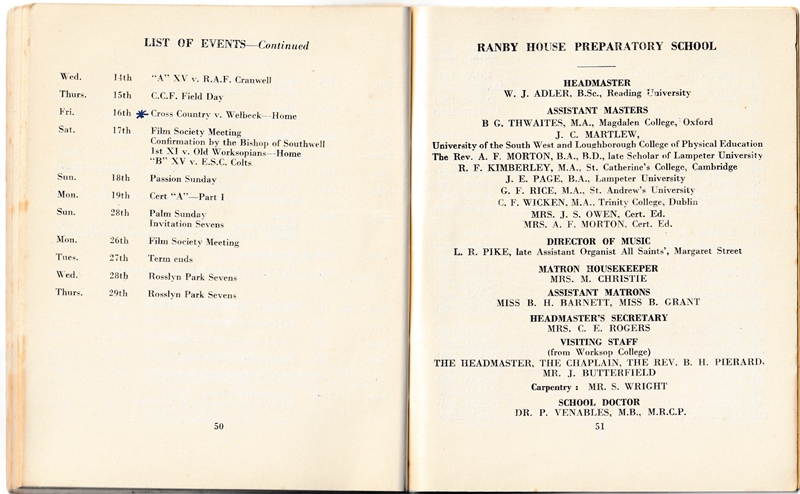 LIST OF EVENTS—Continued
Wed. 14th "A" XV v. R.A.F. Cranwell
Thurs. 15th C.C.F. Field Day
Fri. 16th * Cross Country v. Welbeck—Home
Sat. 17th Film Society Meeting
Confirmation by the Bishop of Southwell
1st XI v. Old Worksopians—Home
"B" XV v. E.S.C. Colts
Sun. 18th Passion Sunday
Mon. 19th Cert "A"—Part I
Sun. 28th Palm Sunday
Invitation Sevens
Mon. 26th Film Society Meeting
Tues. 27th Term ends
Wed. 28th Rosslyn Park Sevens
Thurs. 29th Rosslyn Park Sevens
50
RANBY HOUSE PREPARATORY SCHOOL
HEADMASTER
W. J. ADLER, B.Sc., Reading University
ASSISTANT MASTERS
B G. THWAITES, M.A., Magdalen College, Oxford
J. C. MARTLEW,
University of the South West and Loughborough College of Physical Education
The Rev. A. F. MORTON, B.A., B.D., late Scholar of Lampeter University
R. F. KIMBERLEY, M.A., St. Catherine's College, Cambridge
J. E. PAGE, B.A., Lampeter University
G. F. RICE, M.A., St. Andrew's University
C. F. WICKEN, M.A., Trinity College, Dublin
MRS. J. S. OWEN, Cert. Ed.
MRS. A. F. MORTON, Cert. Ed.
DIRECTOR OF MUSIC
L. R. PIKE, late Assistant Organist All Saints', Margaret Street
MATRON HOUSEKEEPER
MRS. M. CHRISTIE
ASSISTANT MATRONS
MISS B. H. BARNETT, MISS B. GRANT
HEADMASTER'S SECRETARY
MRS. C. E. ROGERS
VISITING STAFF
(from Worksop College)
THE HEADMASTER, THE CHAPLAIN, THE REV. B. H. PIERARD.
MR. J. BUTTERFIELD
Carpentry : MR. S. WRIGHT
SCHOOL DOCTOR
DR. P. VENABLES, M.B., M.R.C.P.
51